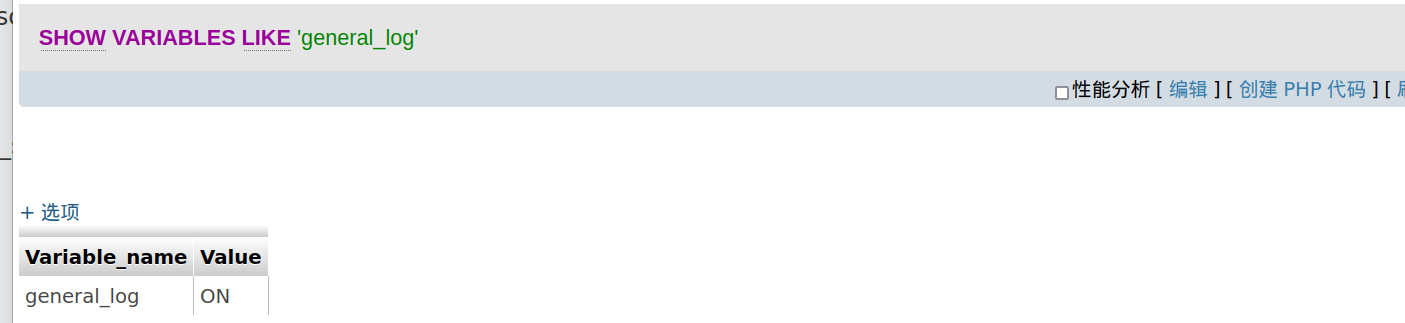 SHOW VARIABLES LIKE 'general_log'
性能分析 [ 编辑 ] [ 创建 PHP 代码 ] [
+ 选项
Variable_name Value
general_log ON